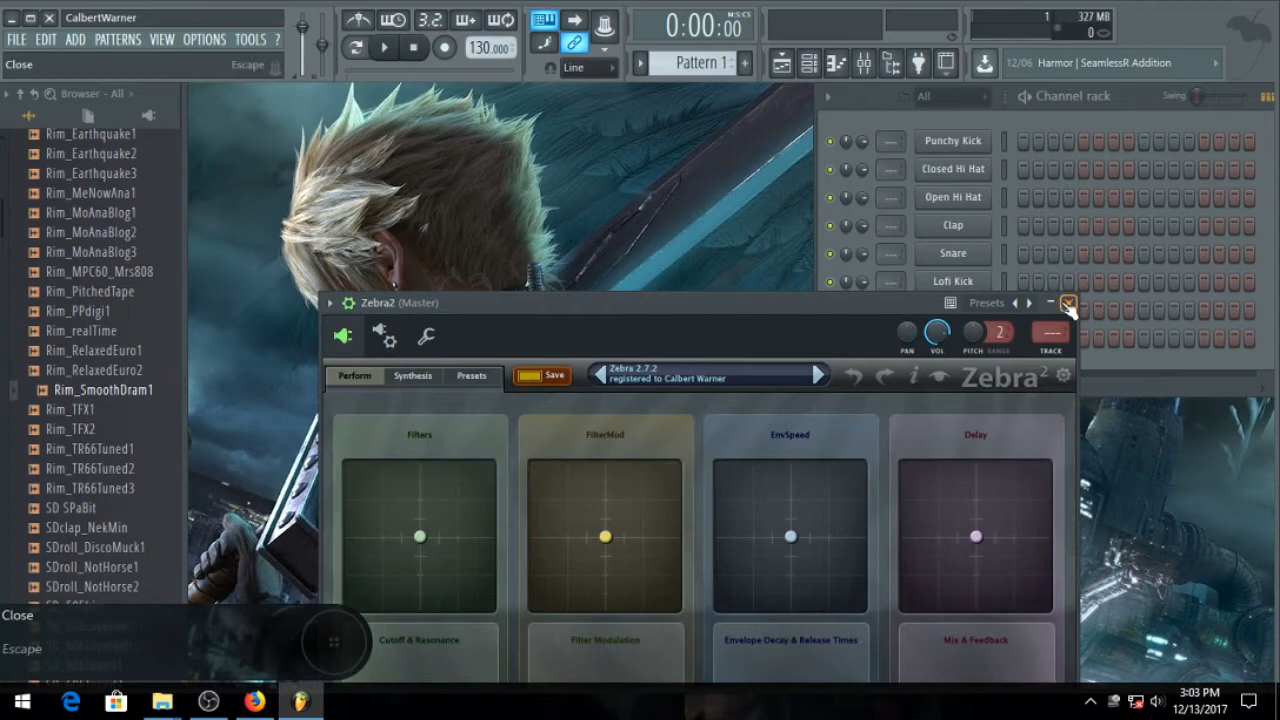 CalbertWarner
FILE EDIT ADD PATTERNS VIEW OPTIONS TOOLS ?
Close Escape
3.2.
130.000
Line
0:00:00
M:S:CS
Pattern 1
1 327 MB
0
12/06 Harmor | SeamlessR Addition
Browser - All
Rim_Earthquake1
Rim_Earthquake2
Rim_Earthquake3
Rim_MeNowAna1
Rim_MoAnaBlog1
Rim_MoAnaBlog2
Rim_MoAnaBlog3
Rim_MPC60_Mrs808
Rim_PitchedTape
Rim_PPdigi1
Rim_realTime
Rim_RelaxedEuro1
Rim_RelaxedEuro2
Rim_SmoothDram1
Rim_TFX1
Rim_TFX2
Rim_TR66Tuned1
Rim_TR66Tuned2
Rim_TR66Tuned3
SD SPaBit
SDclap_NekMin
SDroll_DiscoMuck1
SDroll_NotHorse1
SDroll_NotHorse2
Close
Escape
All Channel rack Swing
--- Punchy Kick
--- Closed Hi Hat
--- Open Hi Hat
--- Clap
--- Snare
--- Lofi Kick
Zebra2 (Master) Presets
2 ---
PAN VOL PITCH RANGE TRACK
Perform Synthesis Presets Save
Zebra 2.7.2
registered to Calbert Warner
Zebra2
Filters FilterMod EnvSpeed Delay
Cutoff & Resonance Filter Modulation Envelope Decay & Release Times Mix & Feedback
3:03 PM
12/13/2017